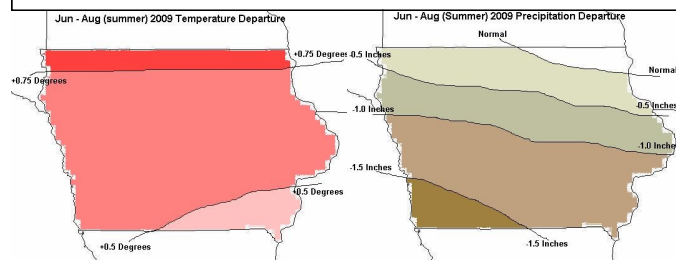 Jun - Aug (summer) 2009 Temperature Departure
+0.75 Degrees
+0.75 Degrees
+0.5 Degrees
+0.5 Degrees
Jun - Aug (Summer) 2009 Precipitation Departure
Normal
Normal
-0.5 Inches
-0.5 Inches
-1.0 Inches
-1.0 Inches
-1.5 Inches
-1.5 Inches